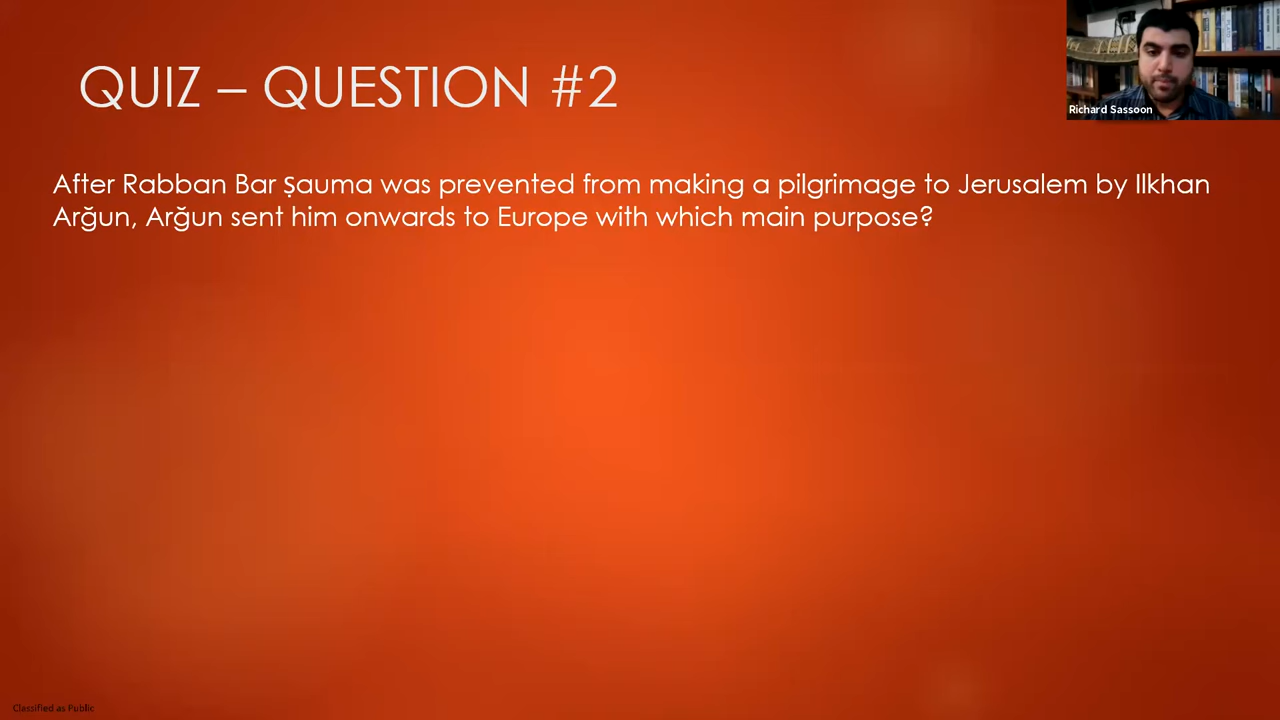 QUIZ – QUESTION #2
Richard Sassoon
After Rabban Bar Ṣauma was prevented from making a pilgrimage to Jerusalem by Ilkhan
Arğun, Arğun sent him onwards to Europe with which main purpose?
Classified as Public